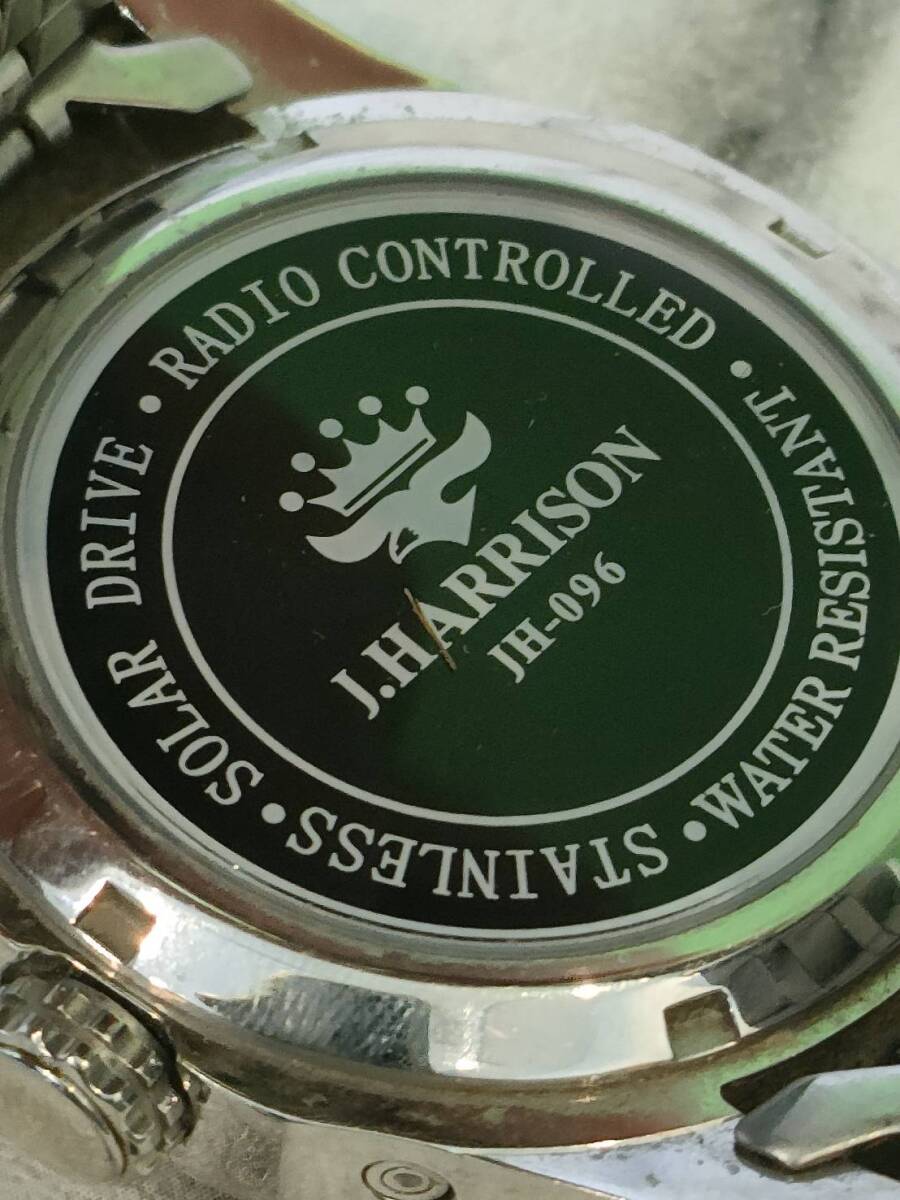 RADIO CONTROLLED • WATER RESISTANT • STAINLESS • SOLAR DRIVE •
J.HARRISON
JH-096